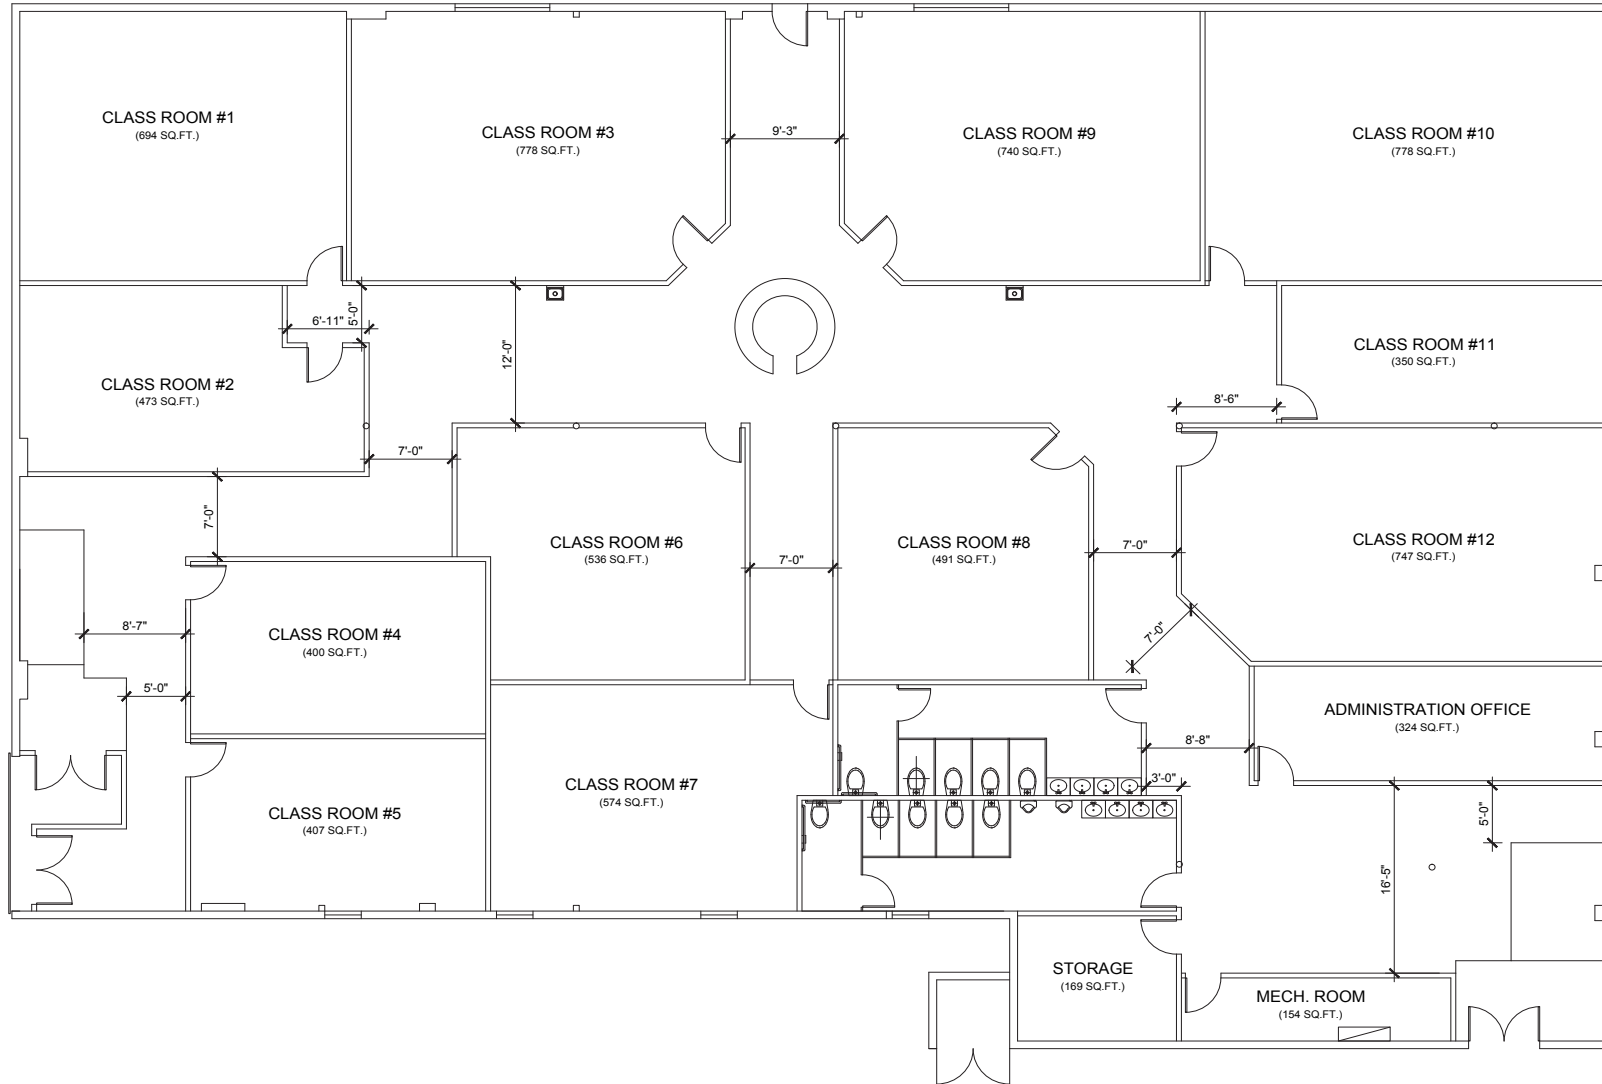 CLASS ROOM #1
(694 SQ.FT.)
CLASS ROOM #3
(778 SQ.FT.)
9'-3"
CLASS ROOM #9
(740 SQ.FT.)
CLASS ROOM #10
(778 SQ.FT.)
6'-11"
5'-0"
12'-0"
CLASS ROOM #2
(473 SQ.FT.)
CLASS ROOM #11
(350 SQ.FT.)
8'-6"
7'-0"
7'-0"
CLASS ROOM #6
(536 SQ.FT.)
7'-0"
CLASS ROOM #8
(491 SQ.FT.)
7'-0"
CLASS ROOM #12
(747 SQ.FT.)
8'-7"
CLASS ROOM #4
(400 SQ.FT.)
7'-0"
5'-0"
ADMINISTRATION OFFICE
(324 SQ.FT.)
8'-8"
3'-0"
CLASS ROOM #7
(574 SQ.FT.)
CLASS ROOM #5
(407 SQ.FT.)
5'-0"
16'-5"
STORAGE
(169 SQ.FT.)
MECH. ROOM
(154 SQ.FT.)